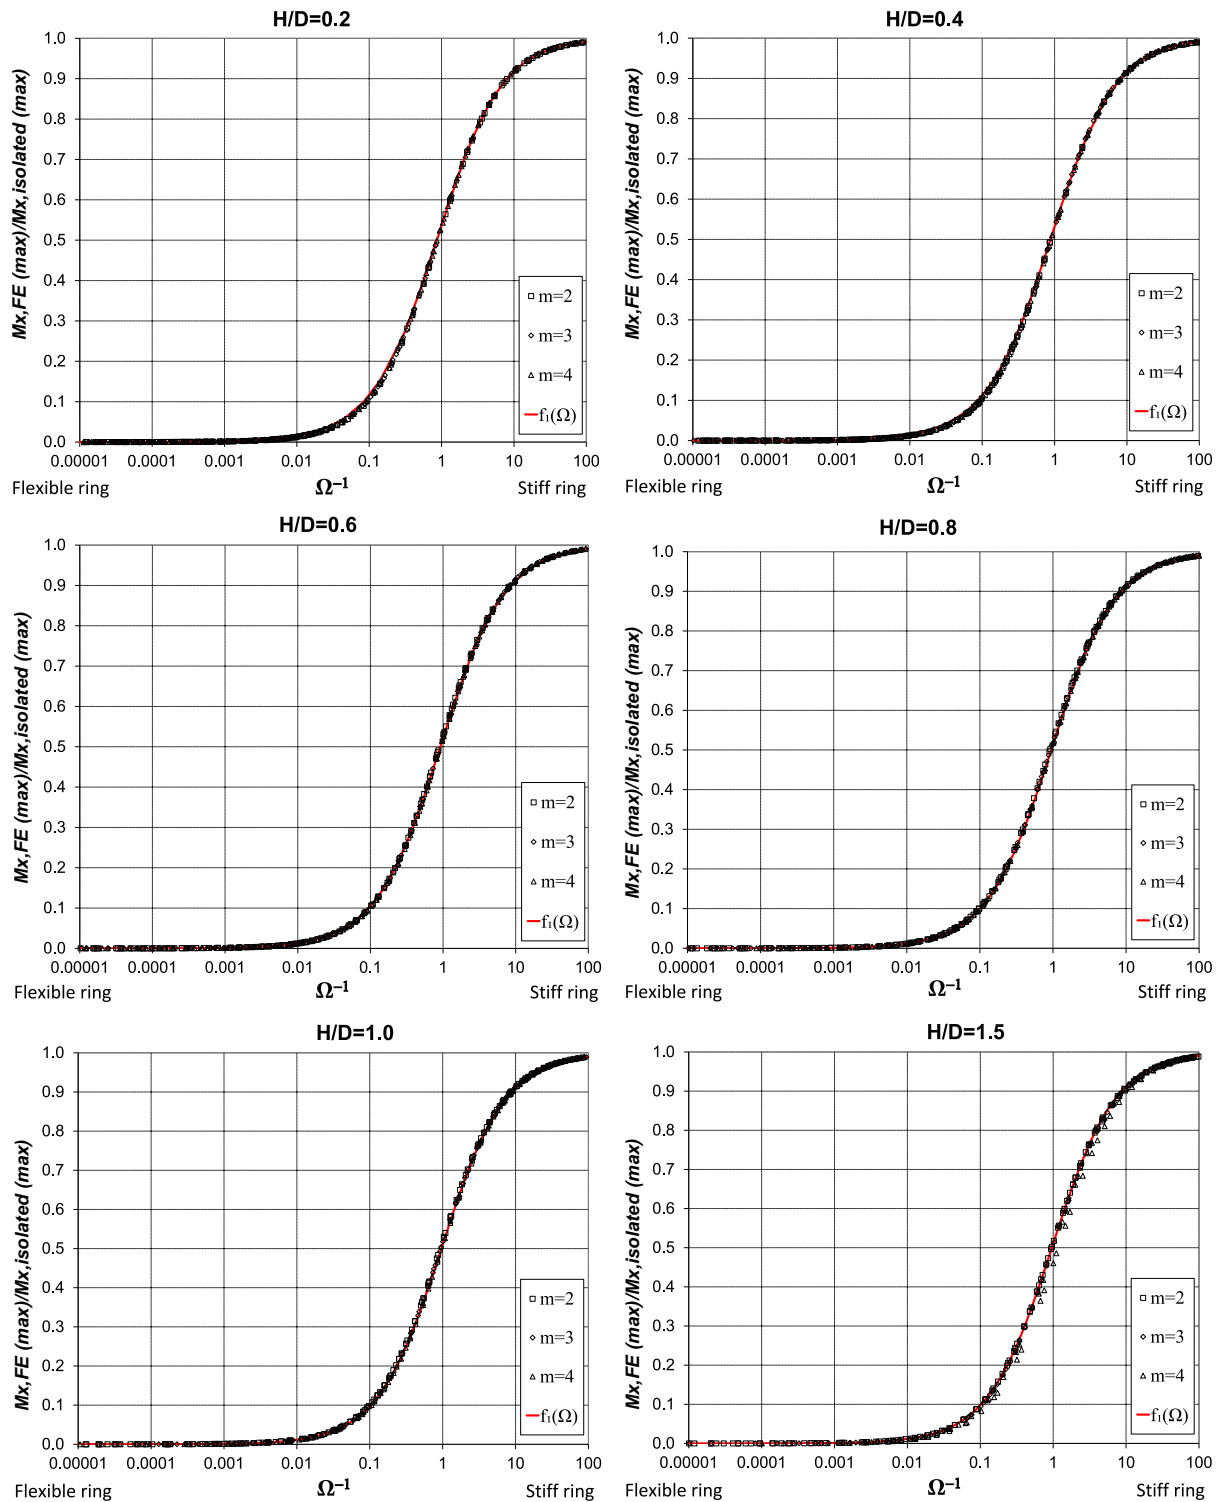 H/D=0.2
Mx,FE (max)/Mx,isolated (max)
1.0
0.9
0.8
0.7
0.6
0.5
0.4
0.3
0.2
0.1
0.0
m=2
m=3
m=4
f₁(Ω)
0.00001 0.0001 0.001 0.01 0.1 1 10 100
Flexible ring Ω⁻¹ Stiff ring
H/D=0.4
Mx,FE (max)/Mx,isolated (max)
1.0
0.9
0.8
0.7
0.6
0.5
0.4
0.3
0.2
0.1
0.0
m=2
m=3
m=4
f₁(Ω)
0.00001 0.0001 0.001 0.01 0.1 1 10 100
Flexible ring Ω⁻¹ Stiff ring
H/D=0.6
Mx,FE (max)/Mx,isolated (max)
1.0
0.9
0.8
0.7
0.6
0.5
0.4
0.3
0.2
0.1
0.0
m=2
m=3
m=4
f₁(Ω)
0.00001 0.0001 0.001 0.01 0.1 1 10 100
Flexible ring Ω⁻¹ Stiff ring
H/D=0.8
Mx,FE (max)/Mx,isolated (max)
1.0
0.9
0.8
0.7
0.6
0.5
0.4
0.3
0.2
0.1
0.0
m=2
m=3
m=4
f₁(Ω)
0.00001 0.0001 0.001 0.01 0.1 1 10 100
Flexible ring Ω⁻¹ Stiff ring
H/D=1.0
Mx,FE (max)/Mx,isolated (max)
1.0
0.9
0.8
0.7
0.6
0.5
0.4
0.3
0.2
0.1
0.0
m=2
m=3
m=4
f₁(Ω)
0.00001 0.0001 0.001 0.01 0.1 1 10 100
Flexible ring Ω⁻¹ Stiff ring
H/D=1.5
Mx,FE (max)/Mx,isolated (max)
1.0
0.9
0.8
0.7
0.6
0.5
0.4
0.3
0.2
0.1
0.0
m=2
m=3
m=4
f₁(Ω)
0.00001 0.0001 0.001 0.01 0.1 1 10 100
Flexible ring Ω⁻¹ Stiff ring